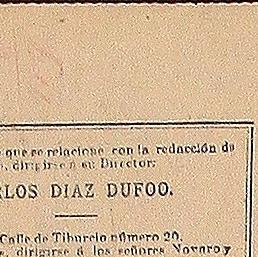 que se relacione con la redacción de
dirigirse á su Director:
RLOS DIAZ DUFOO.
Calle de Tiburcio número 20.
dirigirse á los señores Novaro y